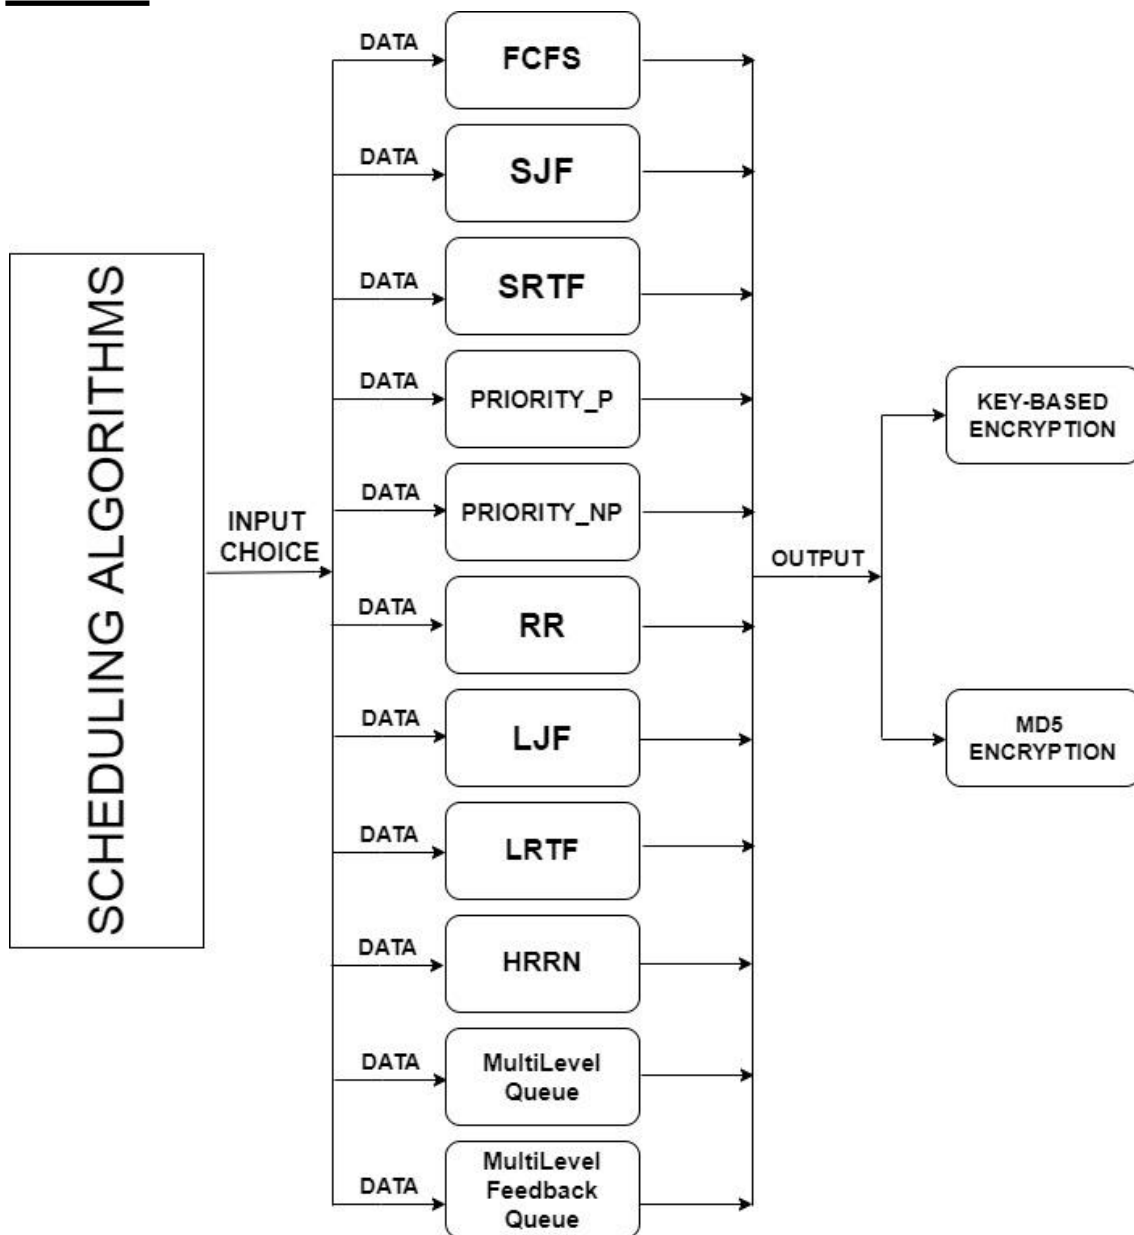 SCHEDULING ALGORITHMS
INPUT
CHOICE
DATA
FCFS
DATA
SJF
DATA
SRTF
DATA
PRIORITY_P
DATA
PRIORITY_NP
DATA
RR
DATA
LJF
DATA
LRTF
DATA
HRRN
DATA
MultiLevel
Queue
DATA
MultiLevel
Feedback
Queue
OUTPUT
KEY-BASED
ENCRYPTION
MD5
ENCRYPTION